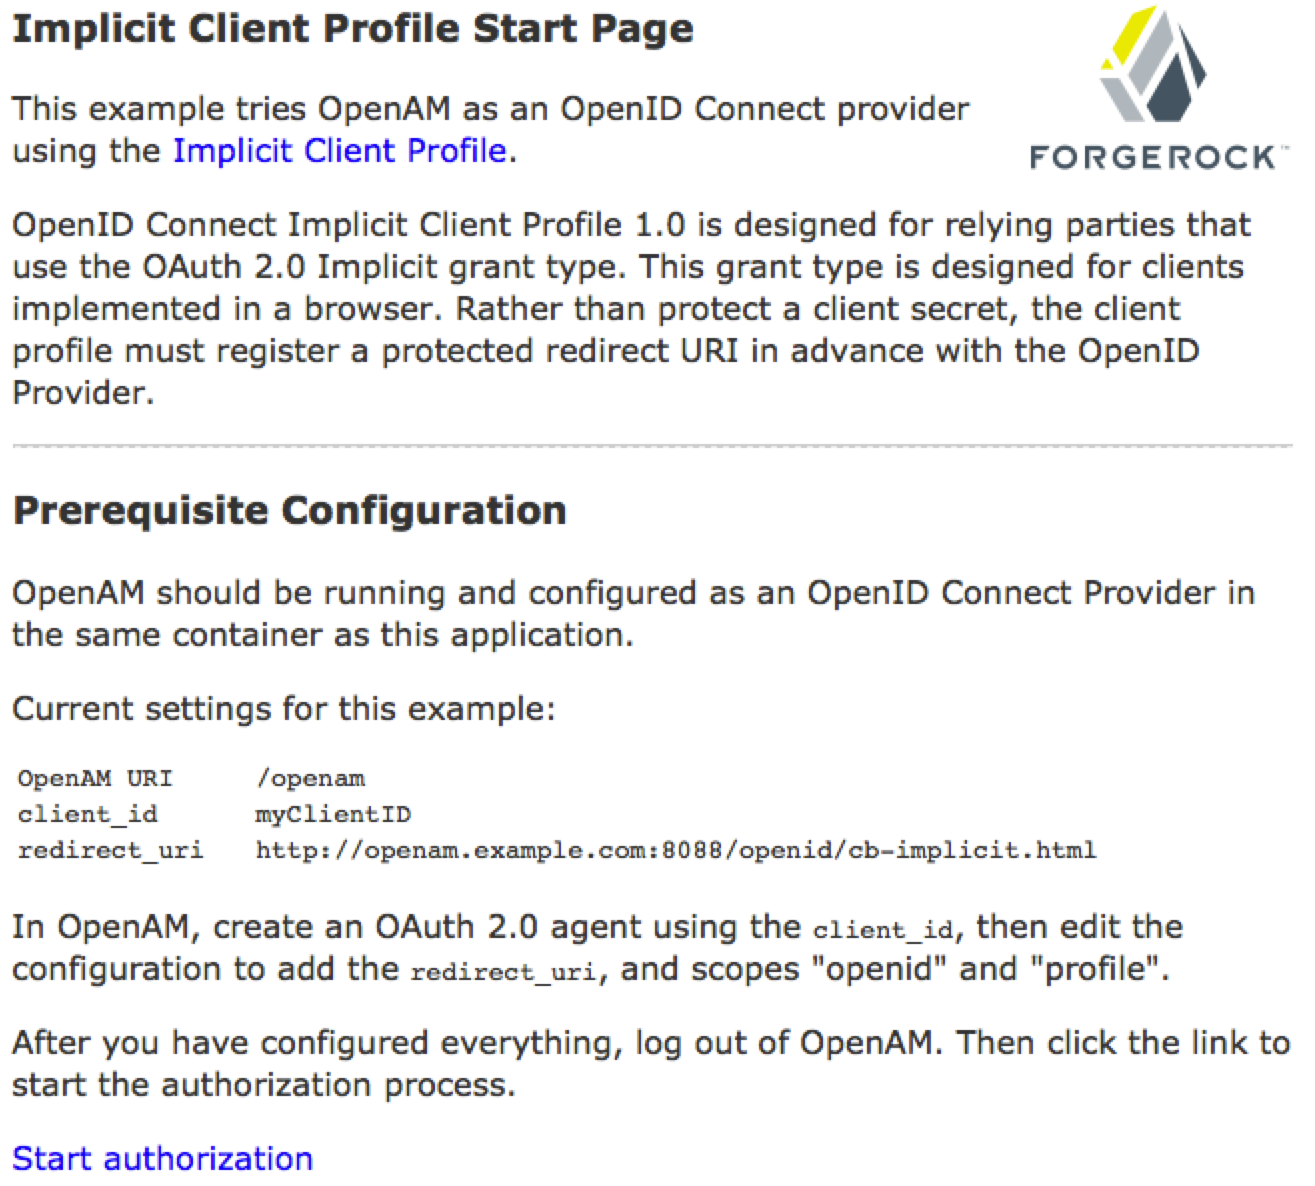 Implicit Client Profile Start Page
FORGEROCK™
This example tries OpenAM as an OpenID Connect provider
using the Implicit Client Profile.
OpenID Connect Implicit Client Profile 1.0 is designed for relying parties that
use the OAuth 2.0 Implicit grant type. This grant type is designed for clients
implemented in a browser. Rather than protect a client secret, the client
profile must register a protected redirect URI in advance with the OpenID
Provider.
Prerequisite Configuration
OpenAM should be running and configured as an OpenID Connect Provider in
the same container as this application.
Current settings for this example:
OpenAM URI /openam
client_id myClientID
redirect_uri http://openam.example.com:8088/openid/cb-implicit.html
In OpenAM, create an OAuth 2.0 agent using the client_id, then edit the
configuration to add the redirect_uri, and scopes "openid" and "profile".
After you have configured everything, log out of OpenAM. Then click the link to
start the authorization process.
Start authorization